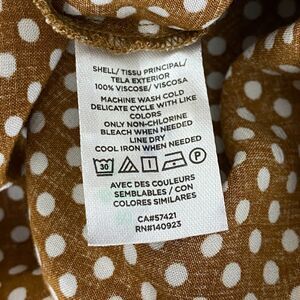 SHELL/ TISSU PRINCIPAL/
TELA EXTERIOR
100% VISCOSE/ VISCOSA
MACHINE WASH COLD
DELICATE CYCLE WITH LIKE
COLORS
ONLY NON-CHLORINE
BLEACH WHEN NEEDED
LINE DRY
COOL IRON WHEN NEEDED
30 P
AVEC DES COULEURS
SEMBLABLES / CON
COLORES SIMILARES
CA#57421
RN#140923